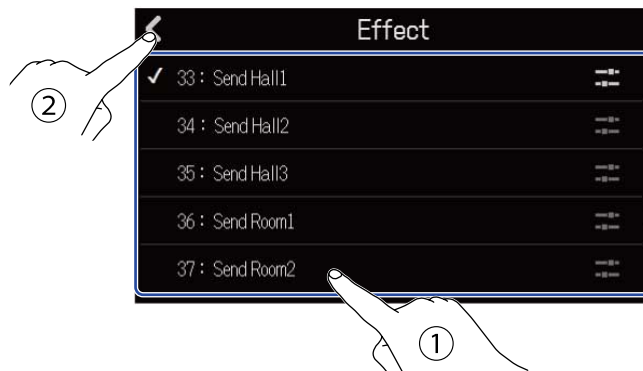 Effect
33: Send Hall1
34: Send Hall2
35: Send Hall3
36: Send Room1
37: Send Room2
②
①